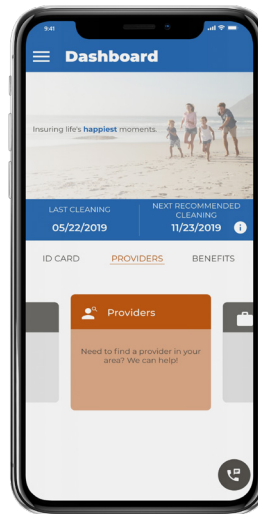 9:41
Dashboard
Insuring life's happiest moments.
LAST CLEANING
05/22/2019
NEXT RECOMMENDED
CLEANING
11/23/2019
ID CARD
PROVIDERS
BENEFITS
Providers
Need to find a provider in your
area? We can help!